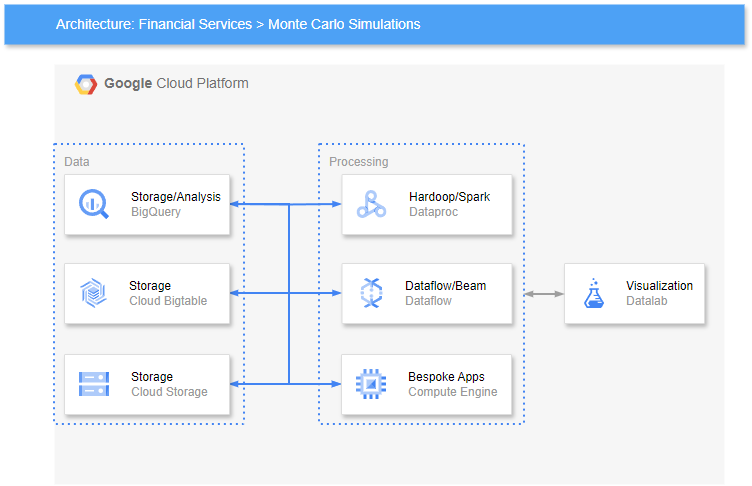 Architecture: Financial Services > Monte Carlo Simulations
Google Cloud Platform
Data
Storage/Analysis
BigQuery
Storage
Cloud Bigtable
Storage
Cloud Storage
Processing
Hardoop/Spark
Dataproc
Dataflow/Beam
Dataflow
Bespoke Apps
Compute Engine
Visualization
Datalab